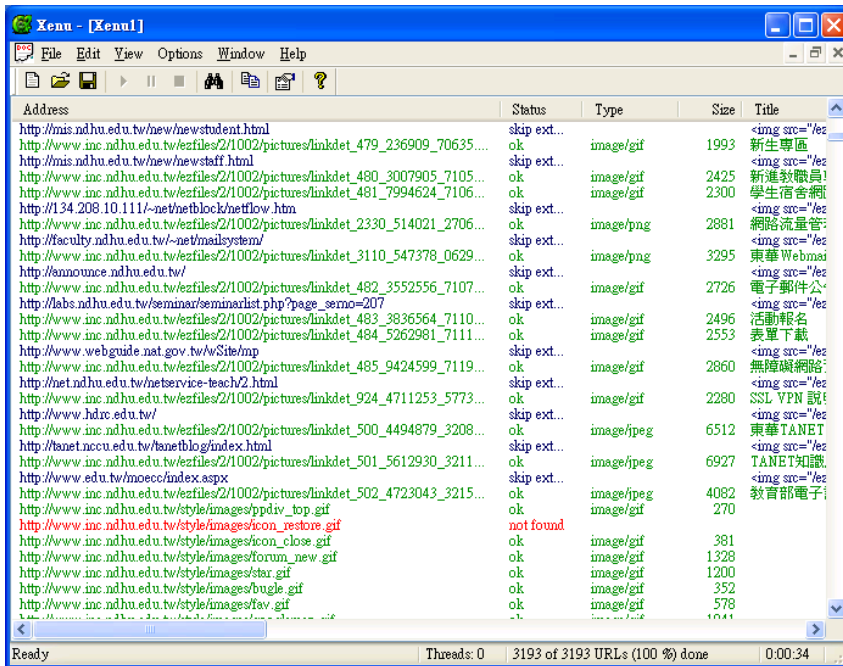 Xenu - [Xenu1]
File Edit View Options Window Help
Address Status Type Size Title
http://mis.ndhu.edu.tw/new/newstudent.html skip ext... <img src="/ez
http://www.inc.ndhu.edu.tw/ezfiles/2/1002/pictures/linkdet_479_236909_70635.... ok image/gif 1993 新生專區
http://mis.ndhu.edu.tw/new/newstaff.html skip ext... <img src="/ez
http://www.inc.ndhu.edu.tw/ezfiles/2/1002/pictures/linkdet_480_3007905_7105... ok image/gif 2425 新進教職員
http://www.inc.ndhu.edu.tw/ezfiles/2/1002/pictures/linkdet_481_7994624_7106... ok image/gif 2300 學生宿舍網
http://134.208.10.111/~net/netblock/netflow.htm skip ext... <img src="/ez
http://www.inc.ndhu.edu.tw/ezfiles/2/1002/pictures/linkdet_2330_514021_2706... ok image/png 2881 網路流量管
http://faculty.ndhu.edu.tw/~net/mailsystem/ skip ext... <img src="/ez
http://www.inc.ndhu.edu.tw/ezfiles/2/1002/pictures/linkdet_3110_547378_0629... ok image/png 3295 東華Webmai
http://announce.ndhu.edu.tw/ skip ext... <img src="/ez
http://www.inc.ndhu.edu.tw/ezfiles/2/1002/pictures/linkdet_482_3552556_7107... ok image/gif 2726 電子郵件公
http://labs.ndhu.edu.tw/seminar/seminarlist.php?page_serno=207 skip ext... <img src="/ez
http://www.inc.ndhu.edu.tw/ezfiles/2/1002/pictures/linkdet_483_3836564_7110... ok image/gif 2496 活動報名
http://www.inc.ndhu.edu.tw/ezfiles/2/1002/pictures/linkdet_484_5262981_7111... ok image/gif 2553 表單下載
http://www.webguide.nat.gov.tw/wSite/mp skip ext... <img src="/ez
http://www.inc.ndhu.edu.tw/ezfiles/2/1002/pictures/linkdet_485_9424599_7119... ok image/gif 2860 無障礙網路
http://net.ndhu.edu.tw/netservice-teach/2.html skip ext... <img src="/ez
http://www.inc.ndhu.edu.tw/ezfiles/2/1002/pictures/linkdet_924_4711253_5773... ok image/gif 2280 SSL VPN 說
http://www.hdrc.edu.tw/ skip ext... <img src="/ez
http://www.inc.ndhu.edu.tw/ezfiles/2/1002/pictures/linkdet_500_4494879_3208... ok image/jpeg 6512 東華TANET
http://tanet.nccu.edu.tw/tanetblog/index.html skip ext... <img src="/ez
http://www.inc.ndhu.edu.tw/ezfiles/2/1002/pictures/linkdet_501_5612930_3211... ok image/jpeg 6927 TANET知識
http://www.edu.tw/moecc/index.aspx skip ext... <img src="/ez
http://www.inc.ndhu.edu.tw/ezfiles/2/1002/pictures/linkdet_502_4723043_3215... ok image/jpeg 4082 教育部電子
http://www.inc.ndhu.edu.tw/style/images/ppdiv_top.gif ok image/gif 270
http://www.inc.ndhu.edu.tw/style/images/icon_restore.gif not found
http://www.inc.ndhu.edu.tw/style/images/icon_close.gif ok image/gif 381
http://www.inc.ndhu.edu.tw/style/images/forum_new.gif ok image/gif 1328
http://www.inc.ndhu.edu.tw/style/images/star.gif ok image/gif 1200
http://www.inc.ndhu.edu.tw/style/images/bugle.gif ok image/gif 352
http://www.inc.ndhu.edu.tw/style/images/fav.gif ok image/gif 578
Ready Threads: 0 3193 of 3193 URLs (100 %) done 0:00:34